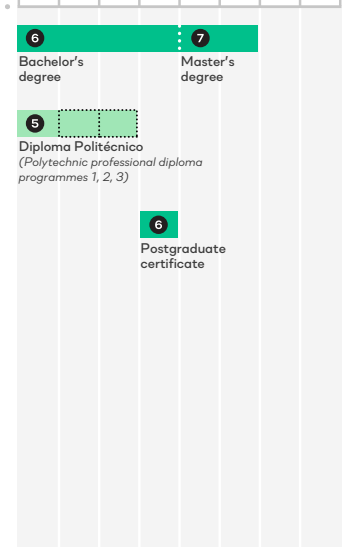 6 7
Bachelor's Master's
degree degree
5
Diploma Politécnico
(Polytechnic professional diploma
programmes 1, 2, 3)
6
Postgraduate
certificate